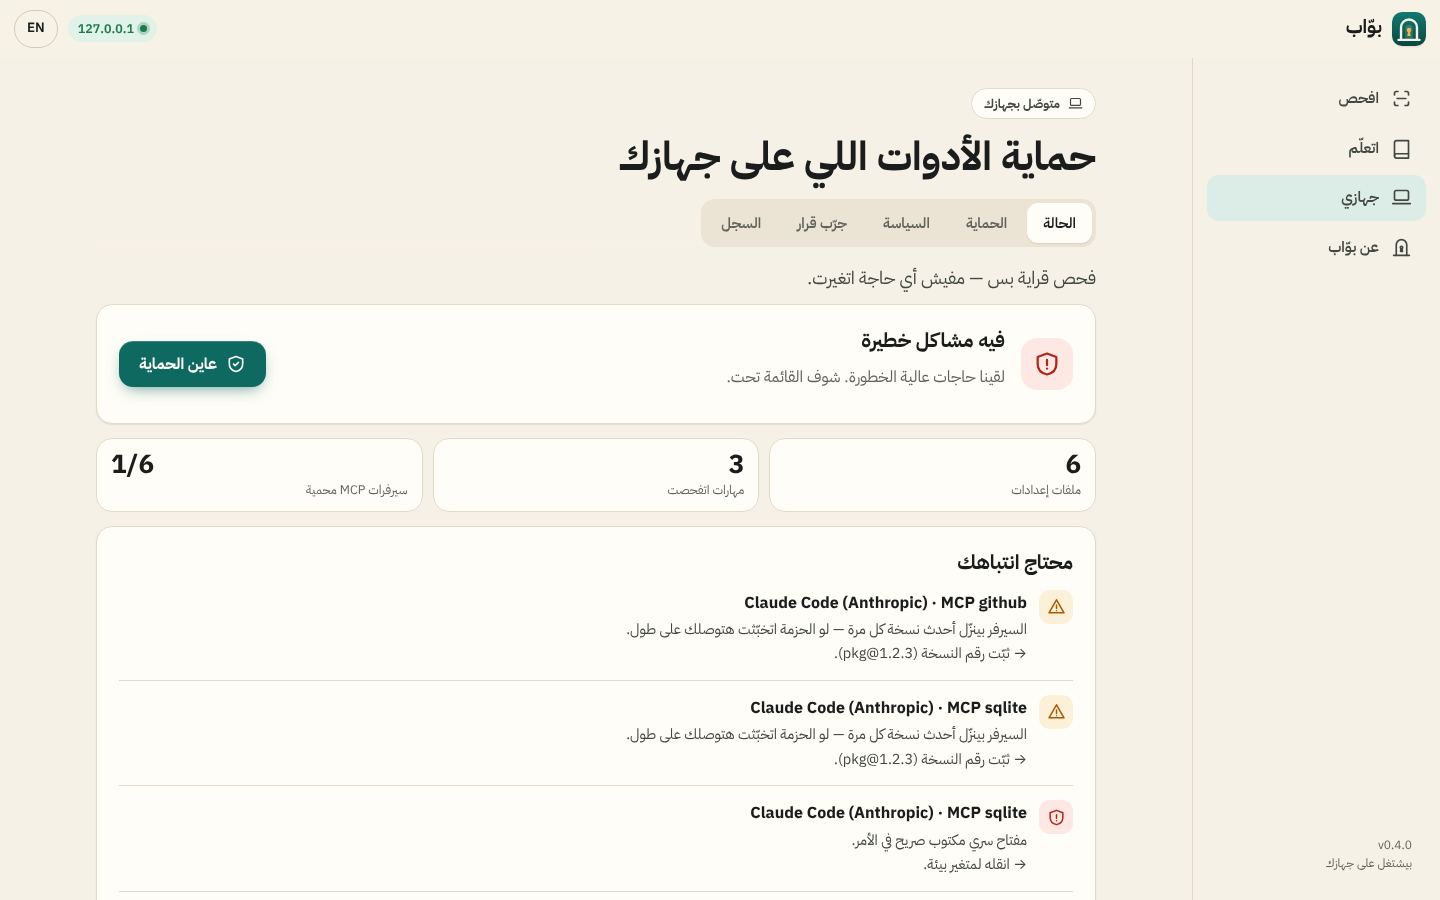 بوّاب
127.0.0.1
EN
افحص
اتعلّم
جهازي
عن بوّاب
v0.4.0
بيشتغل على جهازك
متوصّل بجهازك
حماية الأدوات اللي على جهازك
الحالة
الحماية
السياسة
جرّب قرار
السجل
فحص قراية بس — مفيش أي حاجة اتغيرت.
فيه مشاكل خطيرة
لقينا حاجات عالية الخطورة. شوف القائمة تحت.
عاين الحماية
6
ملفات إعدادات
3
مهارات اتفحصت
1/6
سيرفرات MCP محمية
محتاج انتباهك
Claude Code (Anthropic) · MCP github
السيرفر بينزّل أحدث نسخة كل مرة — لو الحزمة اتخبّثت هتوصلك على طول.
→ ثبّت رقم النسخة (pkg@1.2.3).
Claude Code (Anthropic) · MCP sqlite
السيرفر بينزّل أحدث نسخة كل مرة — لو الحزمة اتخبّثت هتوصلك على طول.
→ ثبّت رقم النسخة (pkg@1.2.3).
Claude Code (Anthropic) · MCP sqlite
مفتاح سري مكتوب صريح في الأمر.
→ انقله لمتغير بيئة.